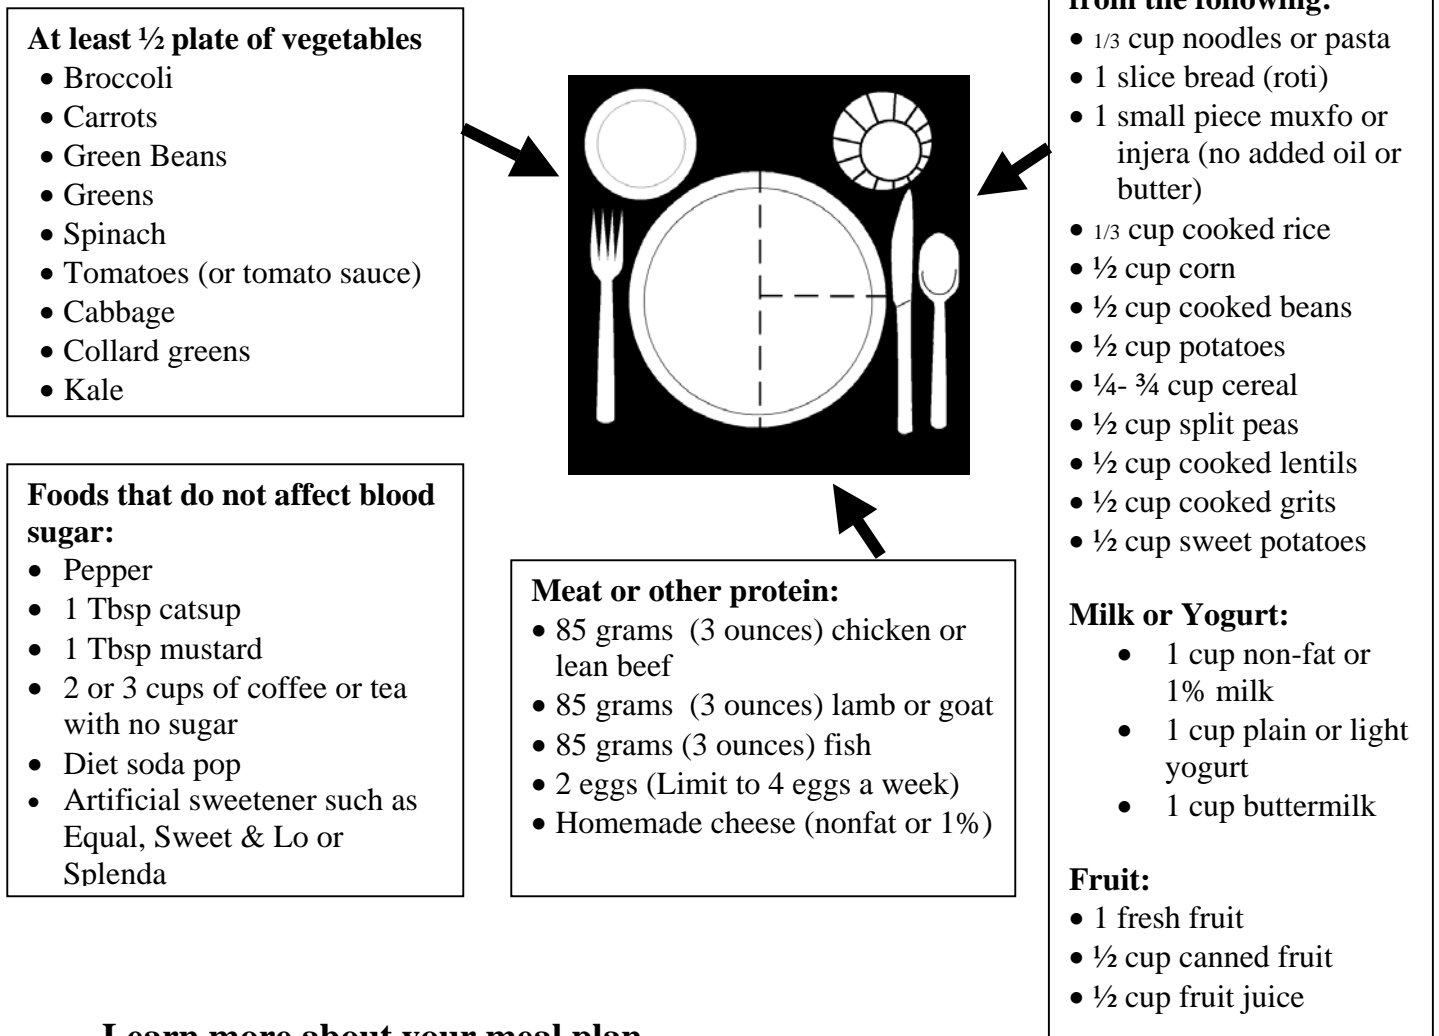 At least ½ plate of vegetables
• Broccoli
• Carrots
• Green Beans
• Greens
• Spinach
• Tomatoes (or tomato sauce)
• Cabbage
• Collard greens
• Kale
Foods that do not affect blood
sugar:
• Pepper
• 1 Tbsp catsup
• 1 Tbsp mustard
• 2 or 3 cups of coffee or tea
with no sugar
• Diet soda pop
• Artificial sweetener such as
Equal, Sweet & Lo or
Splenda
Meat or other protein:
• 85 grams (3 ounces) chicken or
lean beef
• 85 grams (3 ounces) lamb or goat
• 85 grams (3 ounces) fish
• 2 eggs (Limit to 4 eggs a week)
• Homemade cheese (nonfat or 1%)
from the following:
• 1/3 cup noodles or pasta
• 1 slice bread (roti)
• 1 small piece muxfo or
injera (no added oil or
butter)
• 1/3 cup cooked rice
• ½ cup corn
• ½ cup cooked beans
• ½ cup potatoes
• ¼- ¾ cup cereal
• ½ cup split peas
• ½ cup cooked lentils
• ½ cup cooked grits
• ½ cup sweet potatoes
Milk or Yogurt:
• 1 cup non-fat or
1% milk
• 1 cup plain or light
yogurt
• 1 cup buttermilk
Fruit:
• 1 fresh fruit
• ½ cup canned fruit
• ½ cup fruit juice
Learn more about your meal plan